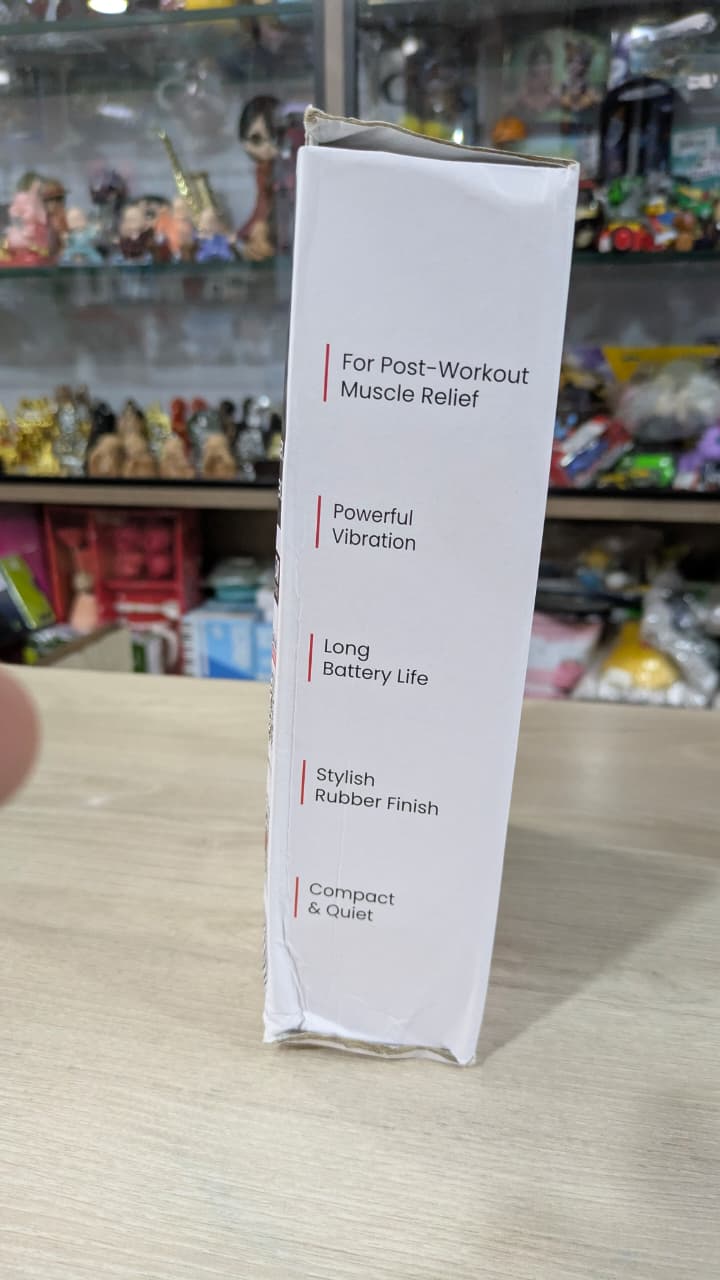 For Post-Workout
Muscle Relief
Powerful
Vibration
Long
Battery Life
Stylish
Rubber Finish
Compact
& Quiet